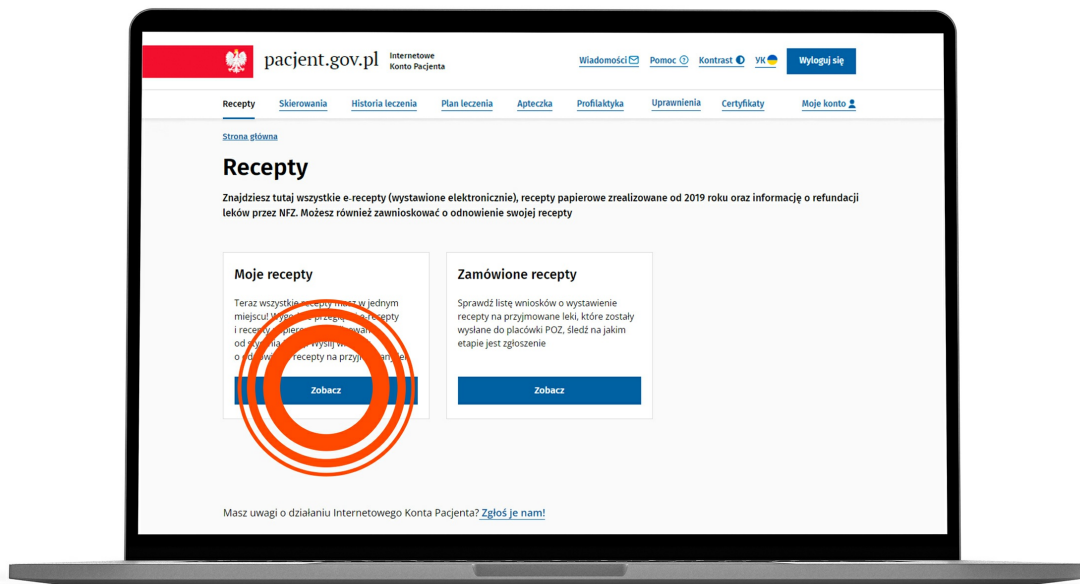 pacjent.gov.pl
Internetowe
Konto Pacjenta
Wiadomości
Pomoc
Kontrast
УК
Wyloguj się
Recepty
Skierowania
Historia leczenia
Plan leczenia
Apteczka
Profilaktyka
Uprawnienia
Certyfikaty
Moje konto
Strona główna
Recepty
Znajdziesz tutaj wszystkie e-recepty (wystawione elektronicznie), recepty papierowe zrealizowane od 2019 roku oraz informację o refundacji
leków przez NFZ. Możesz również zawnioskować o odnowienie swojej recepty
Moje recepty
Teraz wszystkie recepty masz w jednym
miejscu!
i
od
o recepty na
Zobacz
Zamówione recepty
Sprawdź listę wniosków o wystawienie
recepty na przyjmowane leki, które zostały
wysłane do placówki POZ, śledź na jakim
etapie jest zgłoszenie
Zobacz
Masz uwagi o działaniu Internetowego Konta Pacjenta? Zgłoś je nam!